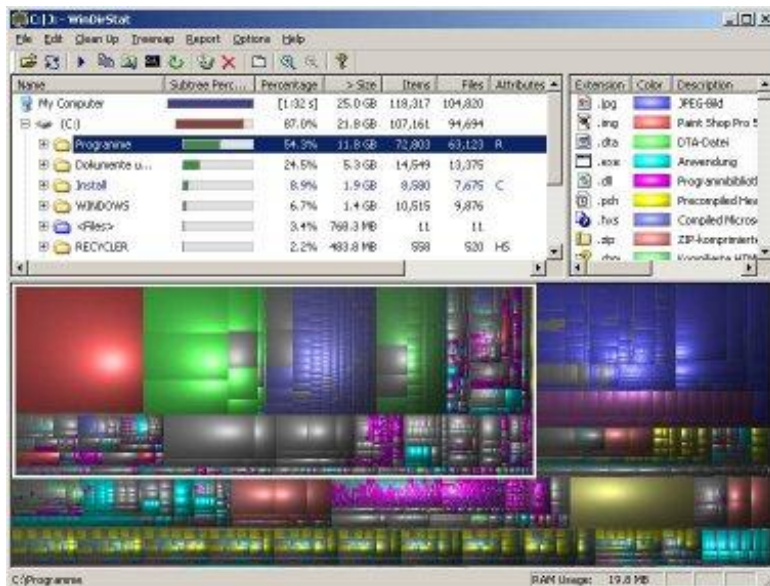 C: D: - WinDirStat
File Edit Clean Up Treemap Report Options Help
Name Subtree Perc... Percentage > Size Items Files Attributes
My Computer [1:32 s] 25.0 GB 118,317 104,820
(C:) 87.0% 21.8 GB 107,161 94,694
Programme 54.3% 11.8 GB 72,803 63,123 R
Dokumente u... 24.5% 5.3 GB 14,549 13,375
Install 8.9% 1.9 GB 8,580 7,675 C
WINDOWS 6.7% 1.4 GB 10,515 9,876
<Files> 3.4% 768.3 MB 11 11
RECYCLER 2.2% 483.8 MB 558 520 HS
Extension Color Description
.jpg JPEG-Bild
.img Paint Shop Pro 5
.dta DTA-Datei
.exe Anwendung
.dll Programmbibliot
.pch Precompiled Hea
.hxs Compiled Micros
.zip ZIP-komprimiert
C:\Programme RAM Usage: 19.8 MB